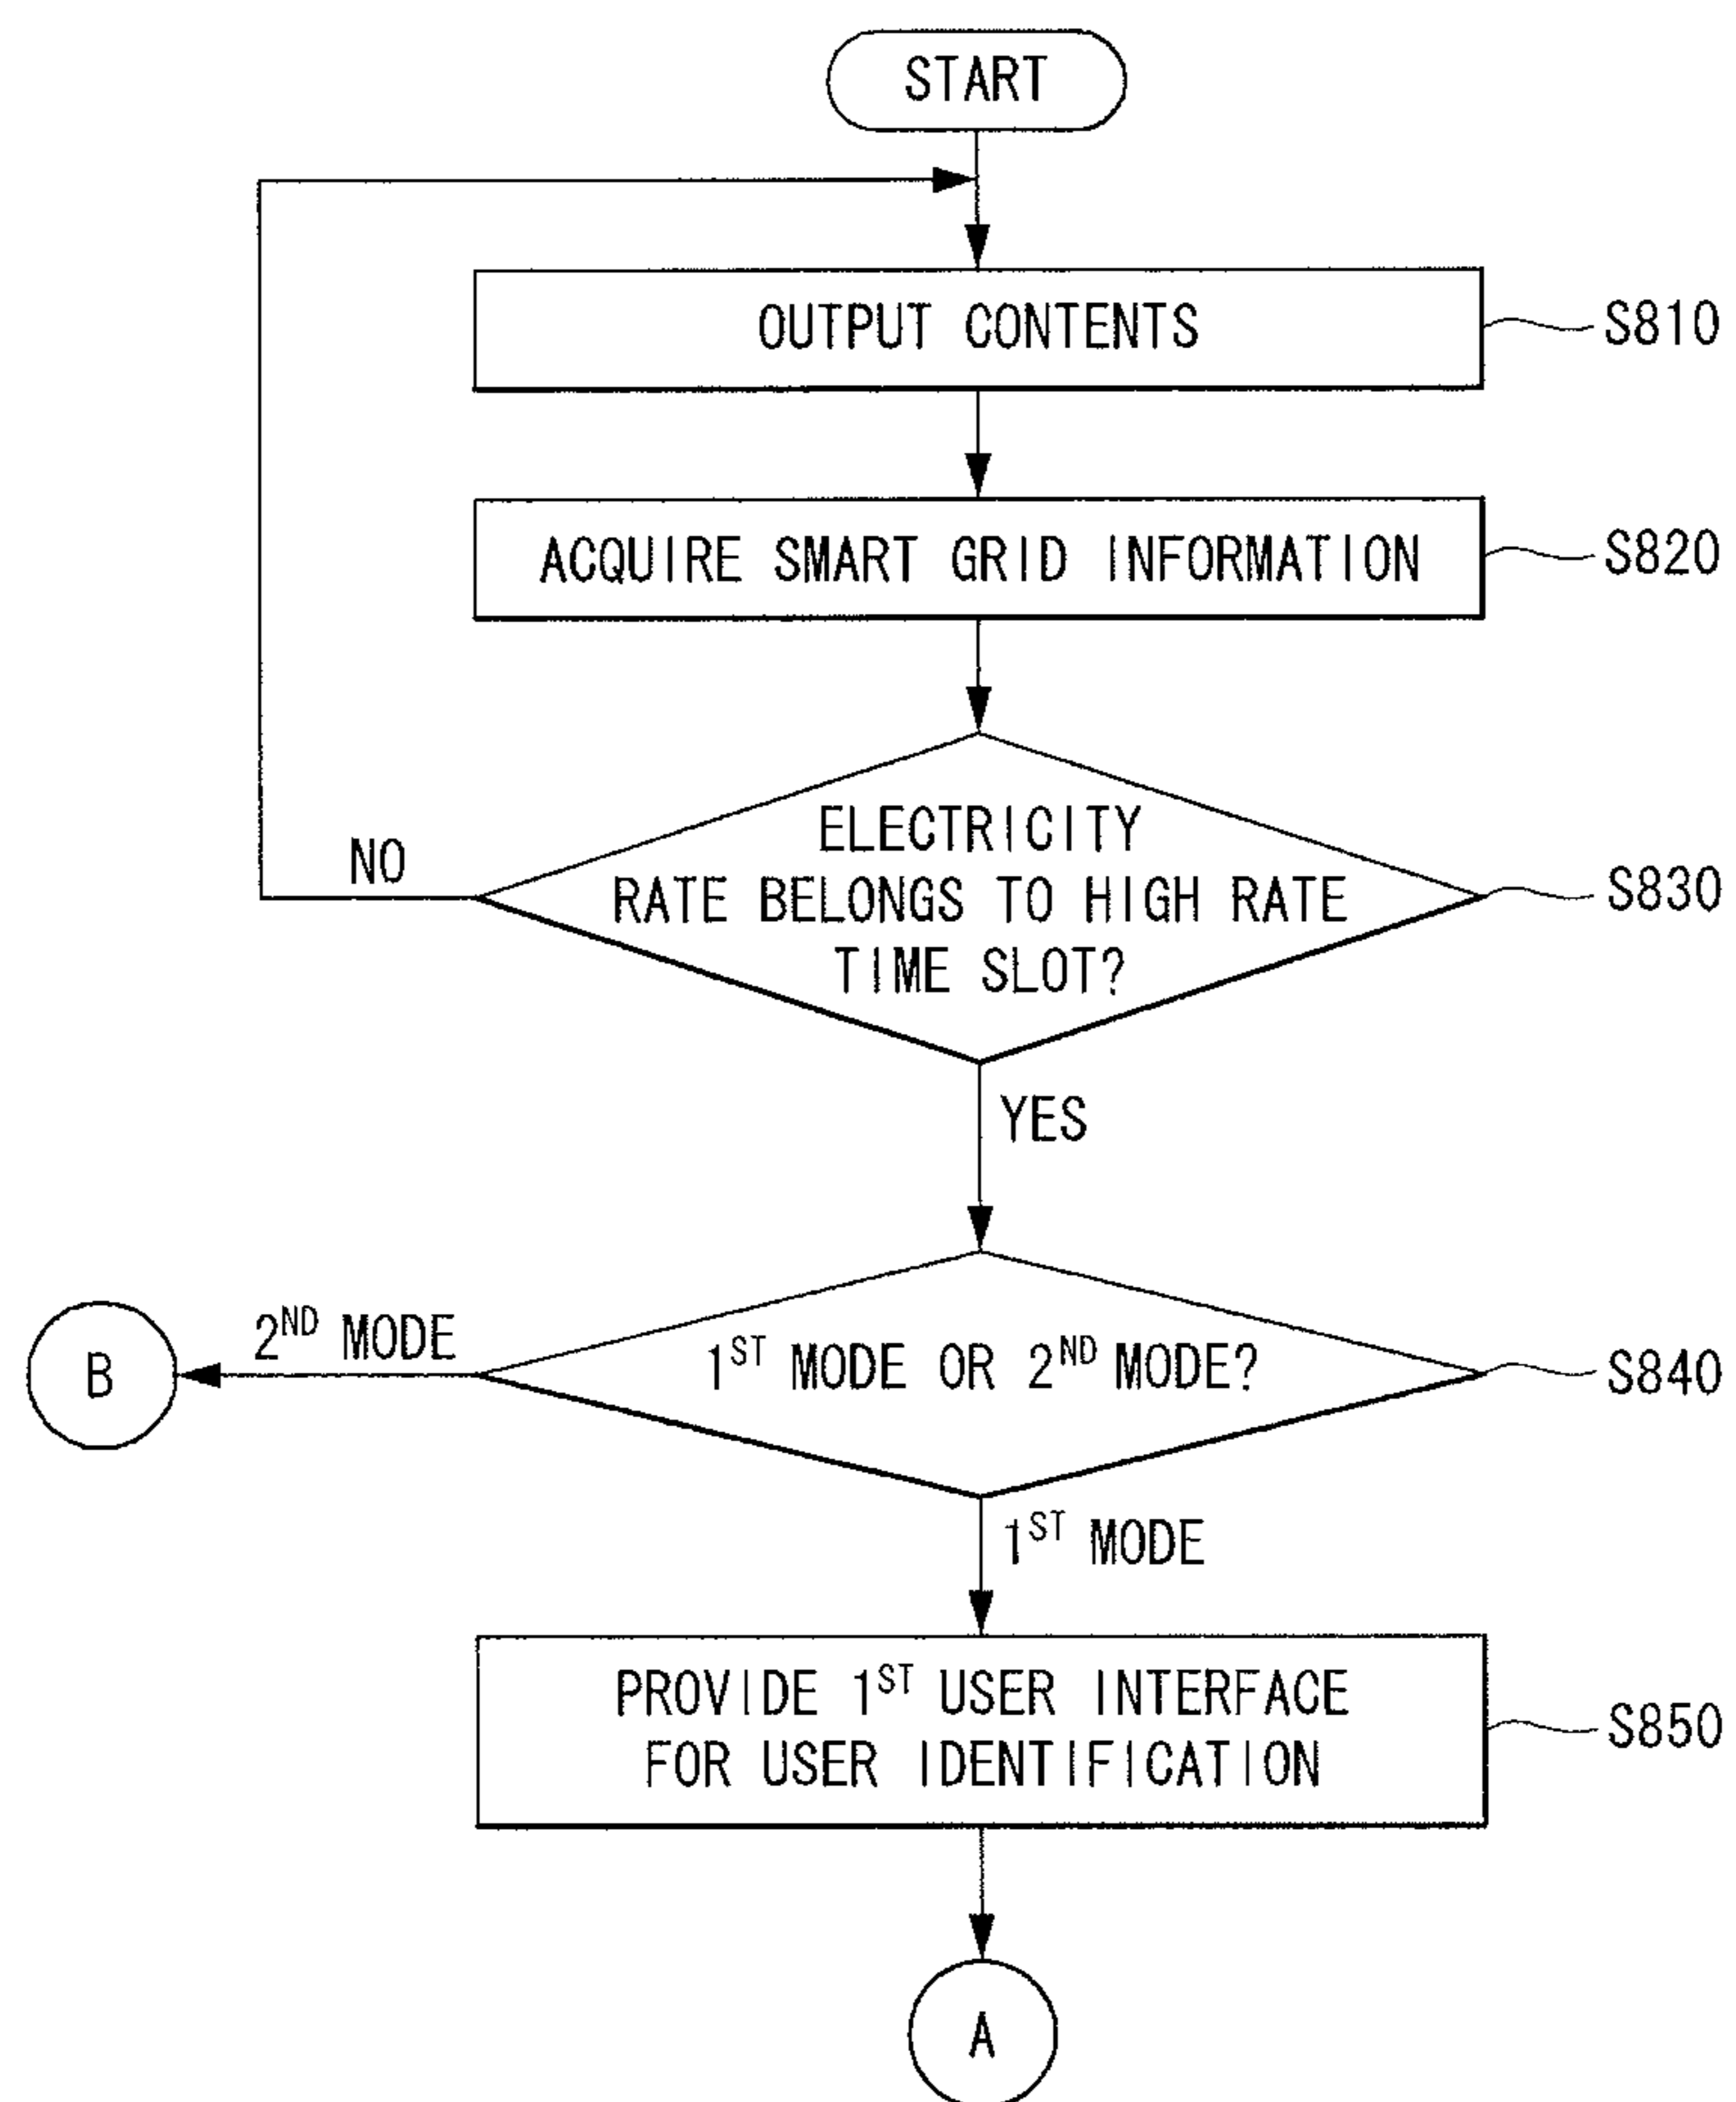 START
OUTPUT CONTENTS
S810
ACQUIRE SMART GRID INFORMATION
S820
ELECTRICITY
RATE BELONGS TO HIGH RATE
TIME SLOT?
S830
NO
YES
1ST MODE OR 2ND MODE?
S840
2ND MODE
B
1ST MODE
PROVIDE 1ST USER INTERFACE
FOR USER IDENTIFICATION
S850
A